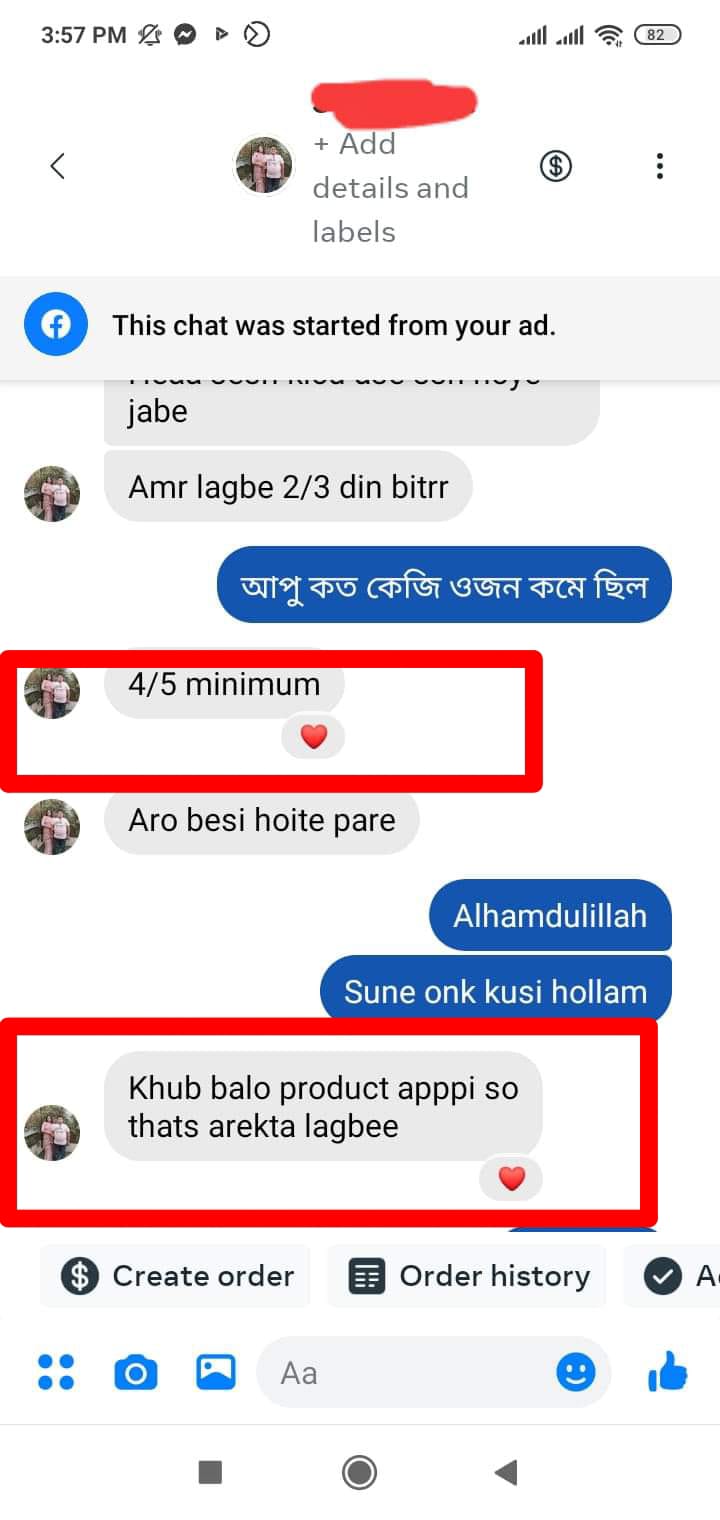 3:57 PM
82
+ Add
details and
labels
This chat was started from your ad.
jabe
Amr lagbe 2/3 din bitrr
আপু কত কেজি ওজন কমে ছিল
4/5 minimum
Aro besi hoite pare
Alhamdulillah
Sune onk kusi hollam
Khub balo product apppi so
thats arekta lagbee
Create order
Order history
Aa